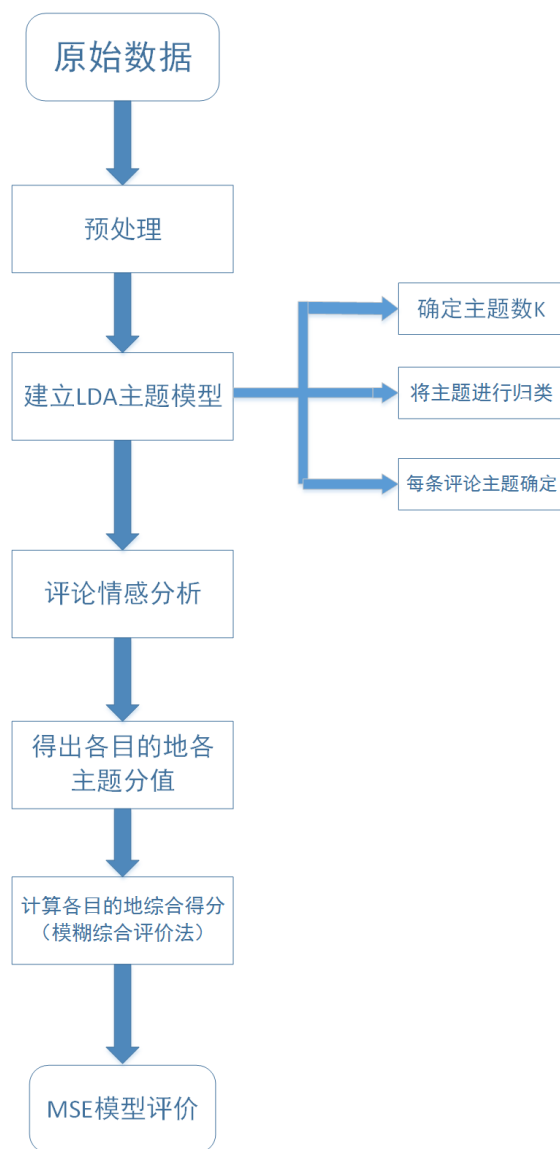 原始数据
预处理
建立LDA主题模型
确定主题数K
将主题进行归类
每条评论主题确定
评论情感分析
得出各目的地各
主题分值
计算各目的地综合得分
（模糊综合评价法）
MSE模型评价